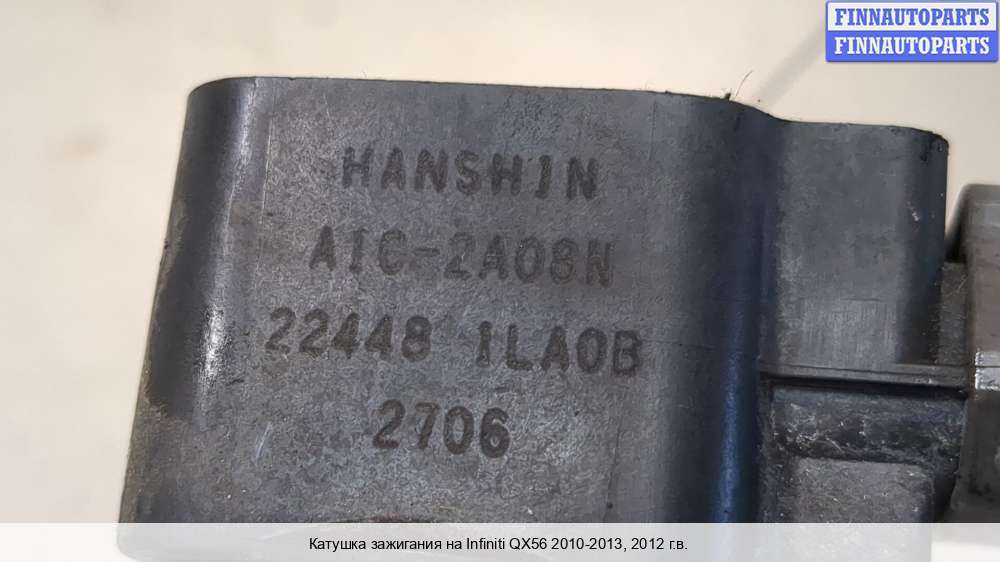 FINNAUTOPARTS
FINNAUTOPARTS
HANSHIN
AIC-2A08N
22448 1LA0B
2706
Катушка зажигания на Infiniti QX56 2010-2013, 2012 г.в.